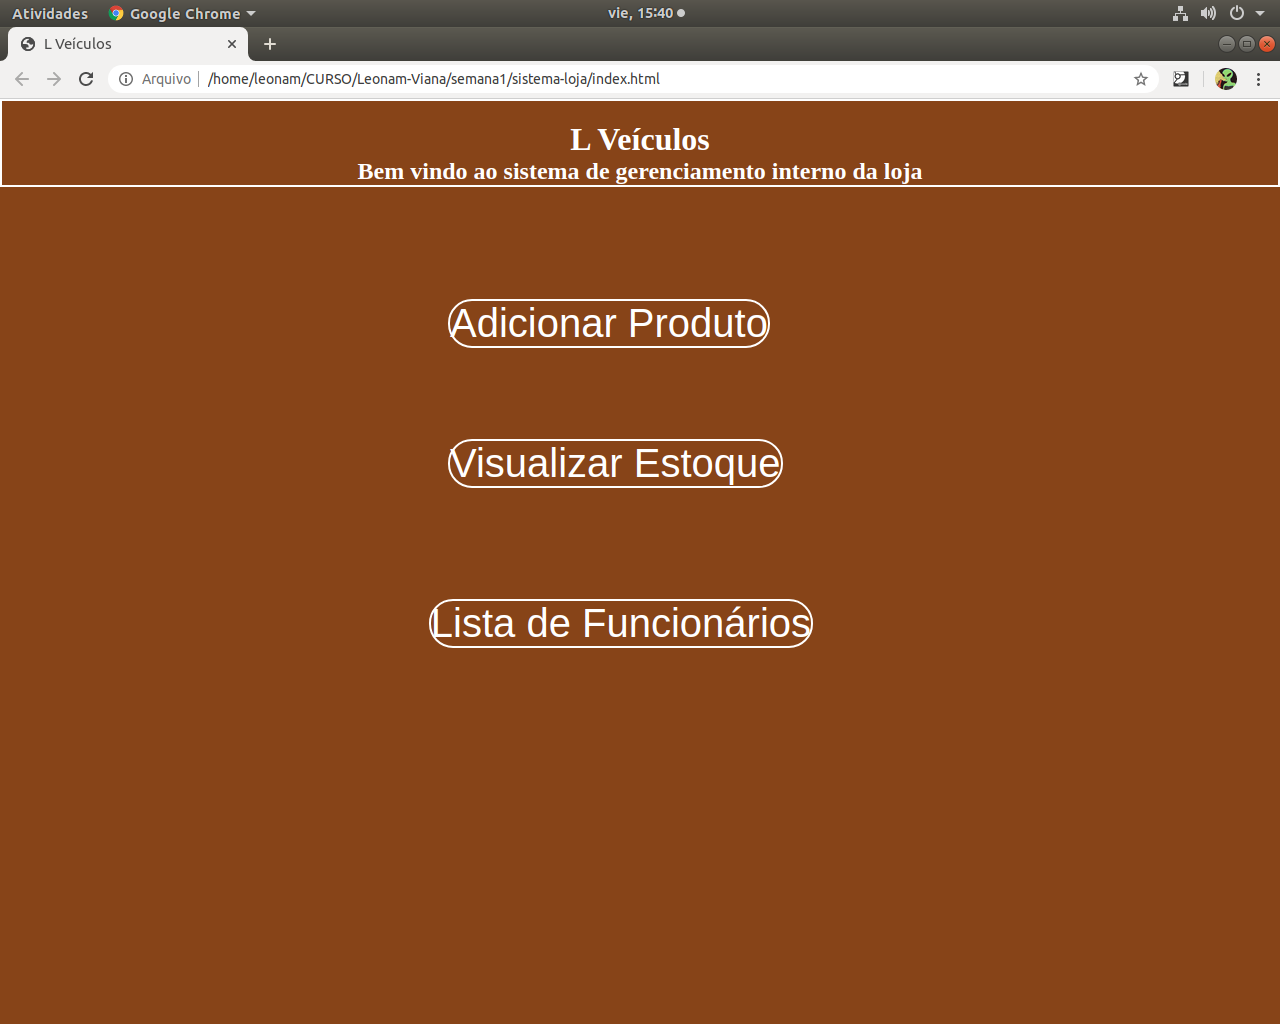 Atividades Google Chrome vie, 15:40
L Veículos
Arquivo /home/leonam/CURSO/Leonam-Viana/semana1/sistema-loja/index.html
L Veículos
Bem vindo ao sistema de gerenciamento interno da loja
Adicionar Produto
Visualizar Estoque
Lista de Funcionários